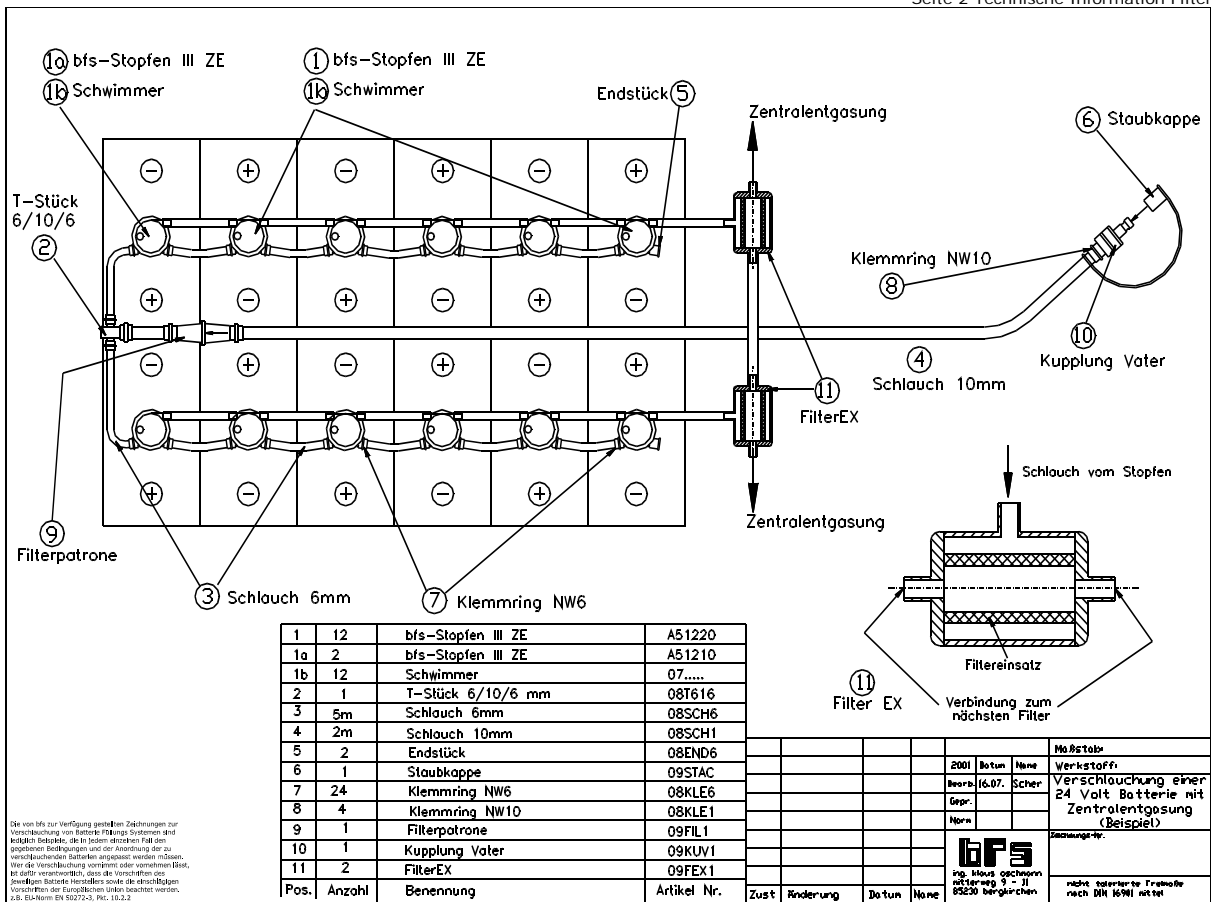 Seite 2 Technische Information Filter
1a bfs-Stopfen III ZE
1b Schwimmer
1 bfs-Stopfen III ZE
1b Schwimmer
Endstück 5
Zentralentgasung
6 Staubkappe
T-Stück
6/10/6
2
Klemmring NW10
8
10
Kupplung Vater
4
Schlauch 10mm
11
FilterEX
9
Filterpatrone
Zentralentgasung
3 Schlauch 6mm
7 Klemmring NW6
Schlauch vom Stopfen
Filtereinsatz
11
Filter EX
Verbindung zum
nächsten Filter
1 12 bfs-Stopfen III ZE A51220
1a 2 bfs-Stopfen III ZE A51210
1b 12 Schwimmer 07.....
2 1 T-Stück 6/10/6 mm 08T616
3 5m Schlauch 6mm 08SCH6
4 2m Schlauch 10mm 08SCH1
5 2 Endstück 08END6
6 1 Staubkappe 09STAC
7 24 Klemmring NW6 08KLE6
8 4 Klemmring NW10 08KLE1
9 1 Filterpatrone 09FIL1
10 1 Kupplung Vater 09KUV1
11 2 FilterEX 09FEX1
Pos. Anzahl Benennung Artikel Nr.
Zust Änderung Datum Name
2001 Datum Name
Bearb. 16.07. Scher
Gepr.
Norm
Maßstab:
Werkstoff:
Verschlauchung einer
24 Volt Batterie mit
Zentralentgasung
(Beispiel)
Zeichnungs-Nr.
bfs
ing. klaus oschmann
mitterweg 9 - 11
85232 bergkirchen
nicht tolerierte Freimaße
nach DIN 16901 mittel
Die von bfs zur Verfügung gestellten Zeichnungen zur
Verschlauchung von Batterie Füllungs Systemen sind
lediglich Beispiele, die in jedem einzelnen Fall den
gegebenen Bedingungen und der Anordnung der zu
verschlauchenden Batterien angepasst werden müssen.
Wer die Verschlauchung vornimmt oder vornehmen lässt,
ist dafür verantwortlich, dass die Vorschriften des
jeweiligen Batterie Herstellers sowie die einschlägigen
Vorschriften der Europäischen Union beachtet werden.
z.B. EU-Norm EN 50272-3, Pkt. 10.2.2